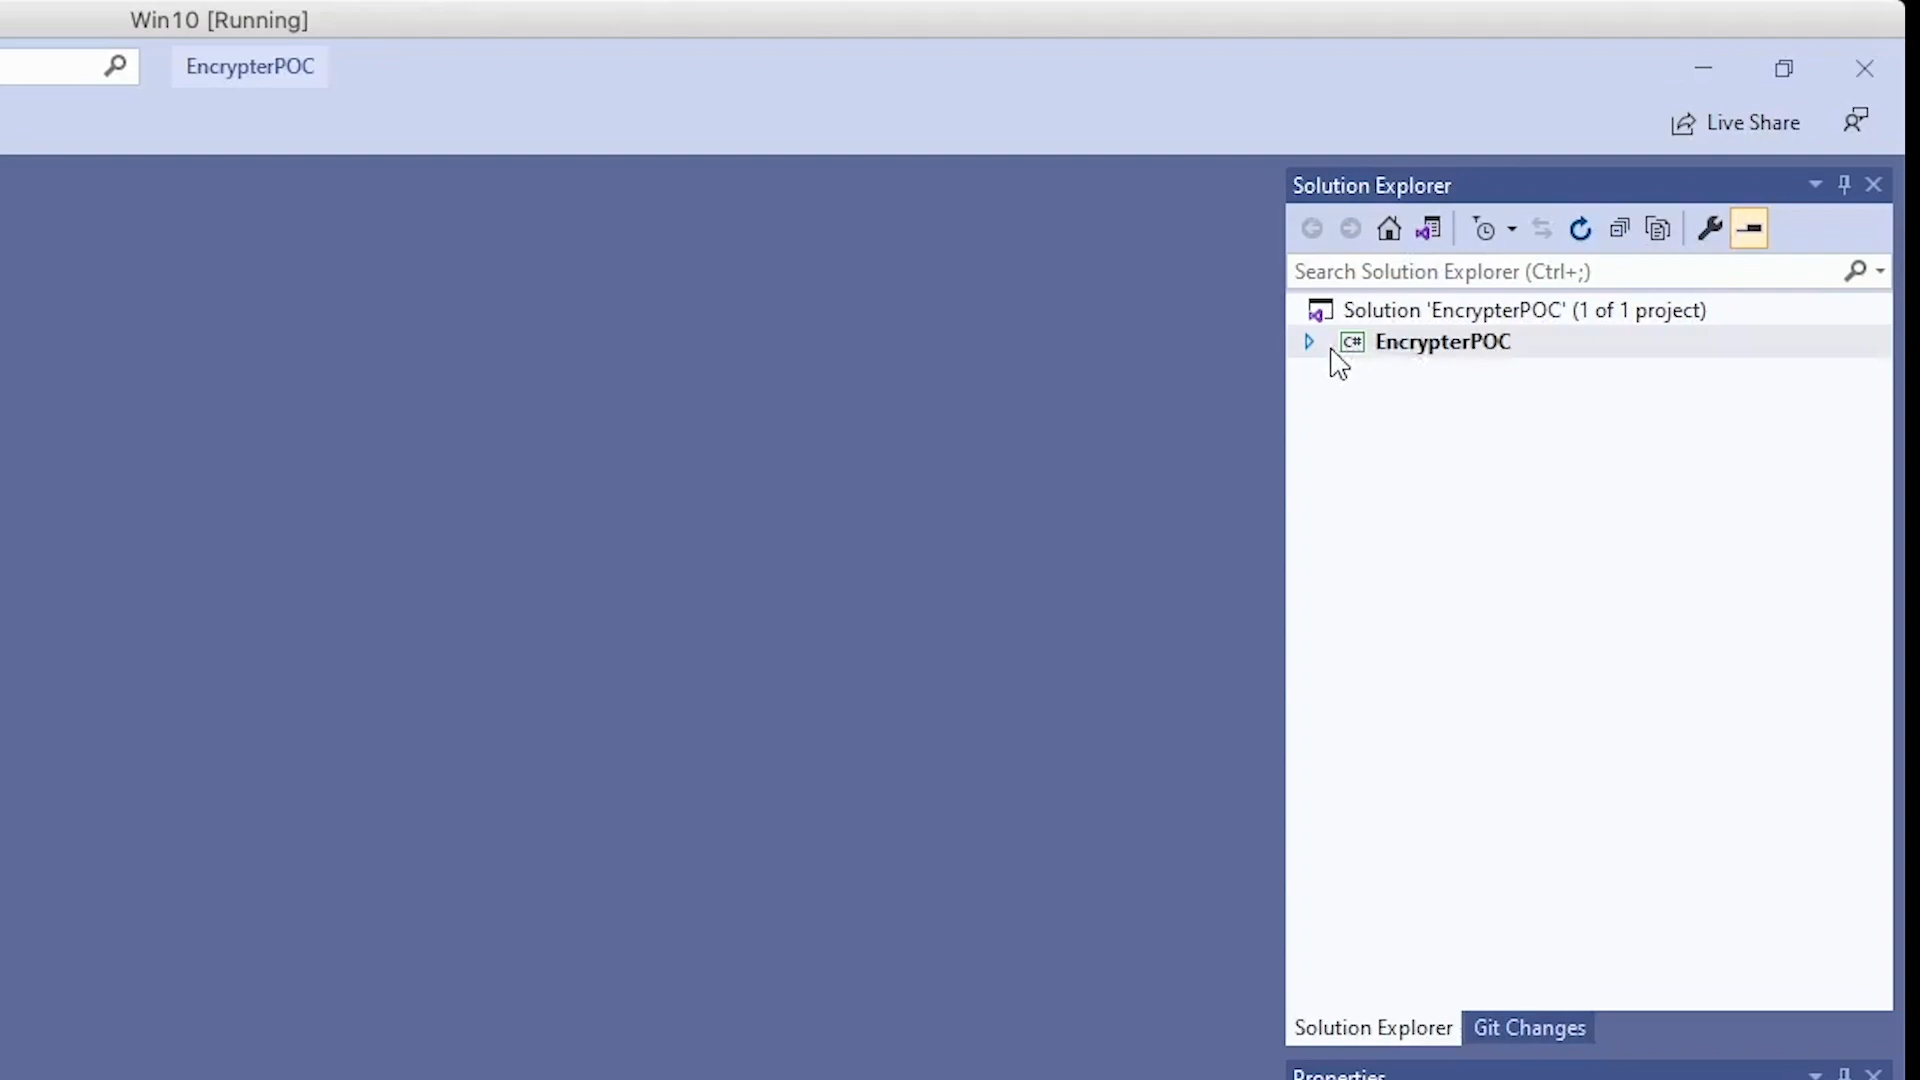 Win10 [Running]
EncrypterPOC
Live Share
Solution Explorer
Search Solution Explorer (Ctrl+;)
Solution 'EncrypterPOC' (1 of 1 project)
C# EncrypterPOC
Solution Explorer Git Changes
Properties